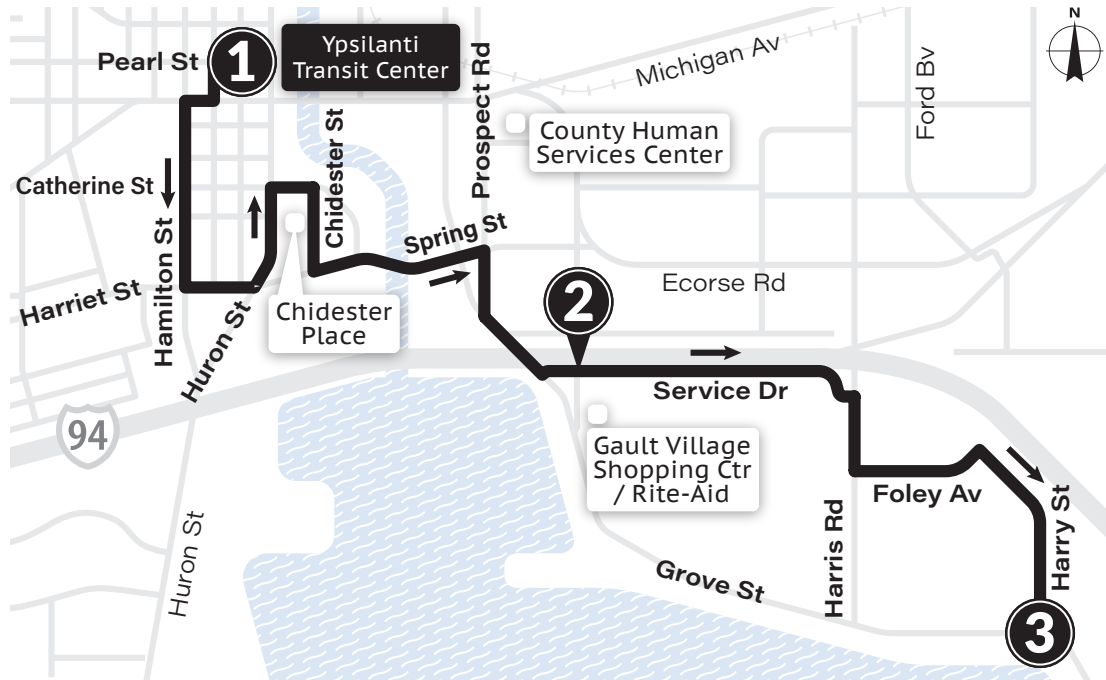 N
Pearl St
1
Ypsilanti
Transit Center
Prospect Rd
Michigan Av
Ford Bv
County Human
Services Center
Chidester St
Catherine St
Hamilton St
Spring St
Harriet St
Huron St
Chidester
Place
Ecorse Rd
2
Service Dr
94
Gault Village
Shopping Ctr
/ Rite-Aid
Foley Av
Harris Rd
Harry St
Huron St
Grove St
3